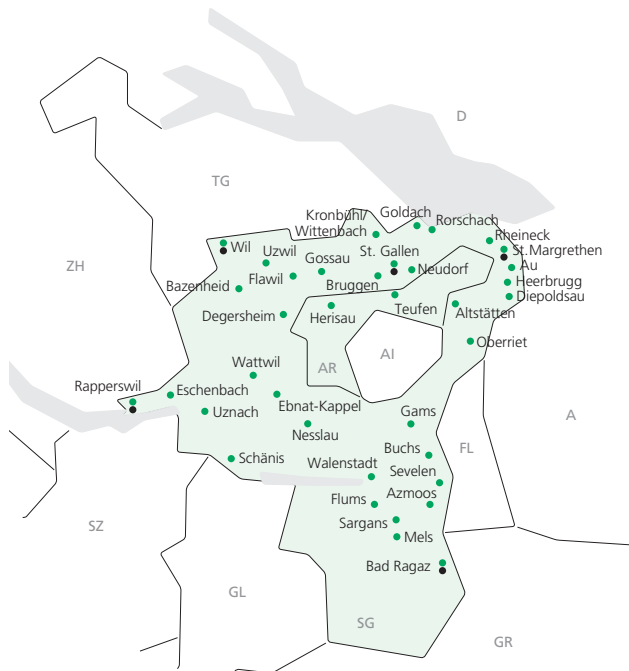 D
TG
Kronbühl/
Wittenbach
Goldach
Rorschach
Rheineck
St.Margrethen
Wil
Uzwil
Gossau
St. Gallen
Au
ZH
Bazenheid
Flawil
Bruggen
Neudorf
Heerbrugg
Diepoldsau
Degersheim
Herisau
Teufen
Altstätten
Oberriet
AR
AI
Wattwil
Rapperswil
Eschenbach
Ebnat-Kappel
Uznach
Gams
A
Nesslau
Buchs
FL
Schänis
Walenstadt
Sevelen
Flums
Azmoos
SZ
Sargans
Mels
Bad Ragaz
GL
SG
GR